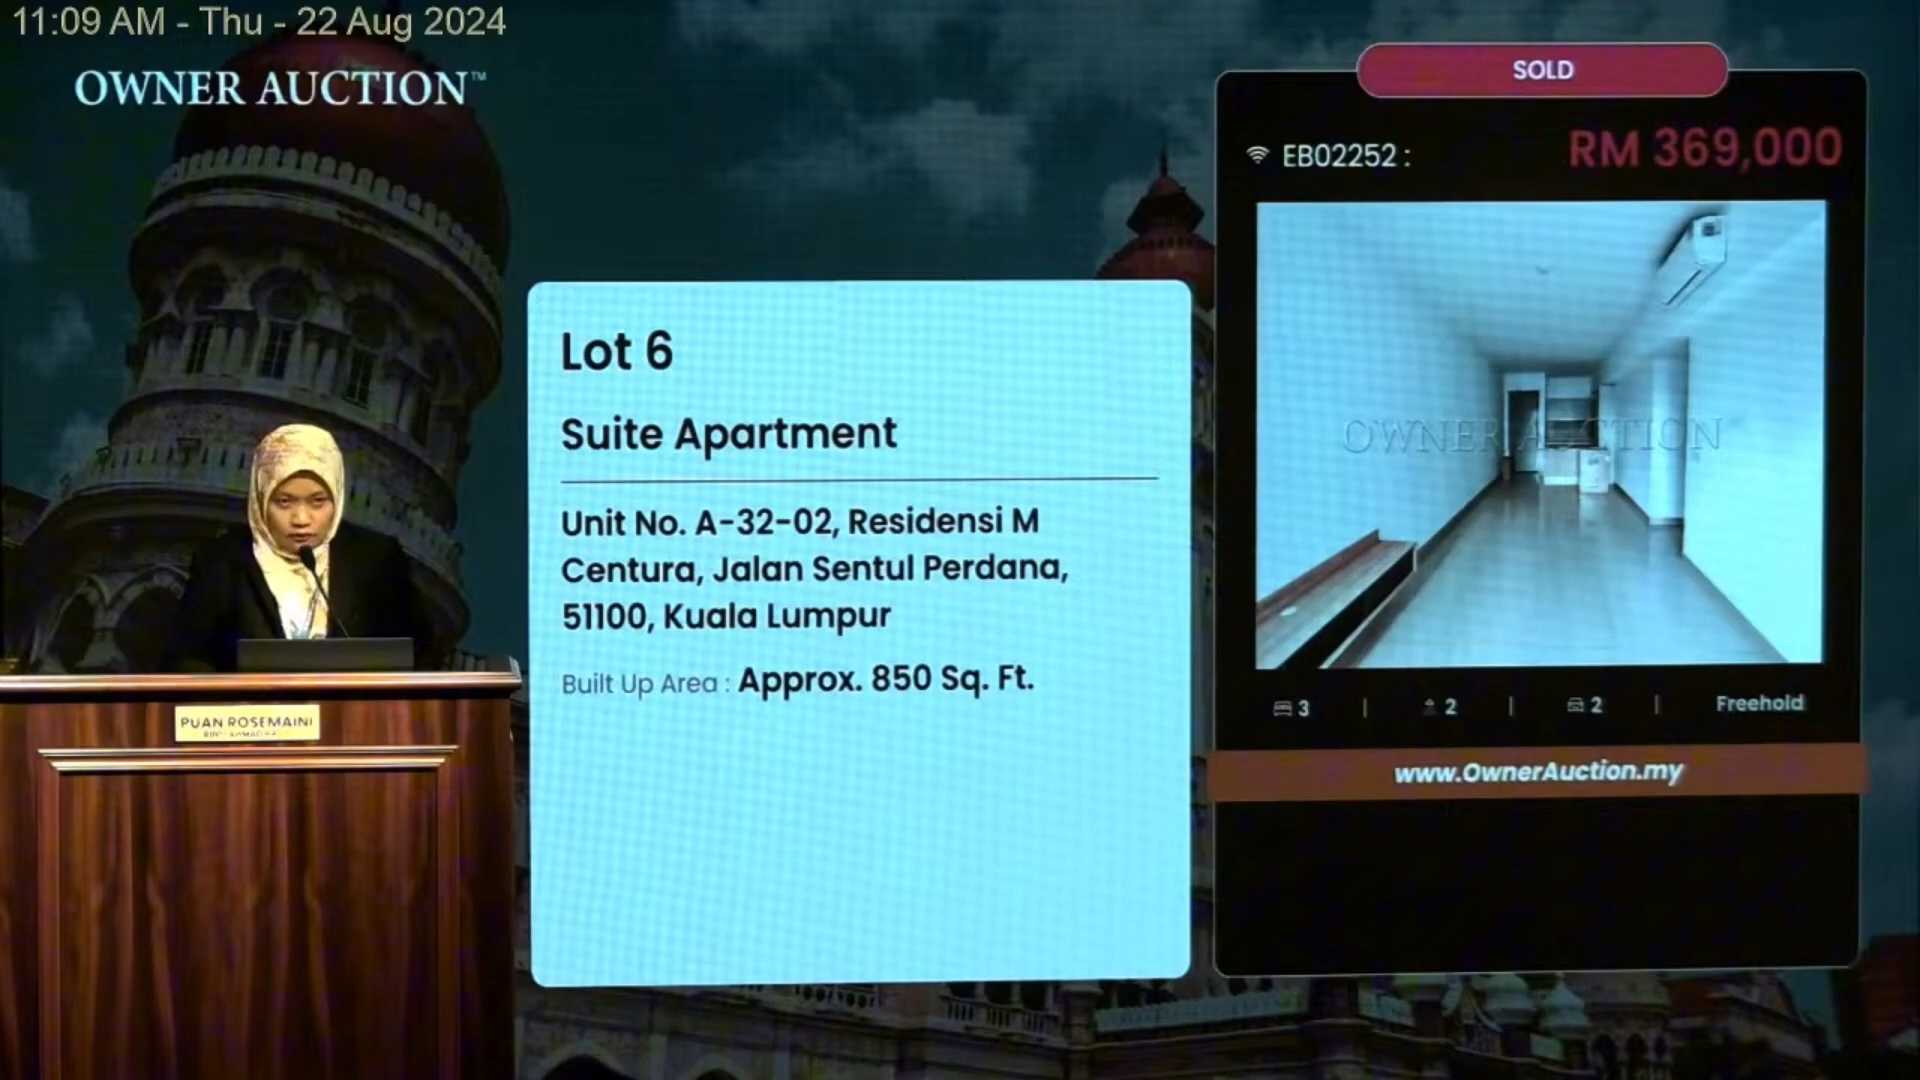 11:09 AM - Thu - 22 Aug 2024
OWNER AUCTION™
SOLD
EB02252 :
RM 369,000
OWNER AUCTION
Lot 6
Suite Apartment
Unit No. A-32-02, Residensi M
Centura, Jalan Sentul Perdana,
51100, Kuala Lumpur
Built Up Area : Approx. 850 Sq. Ft.
3 | 2 | 2 | Freehold
www.OwnerAuction.my
PUAN ROSEMAINI